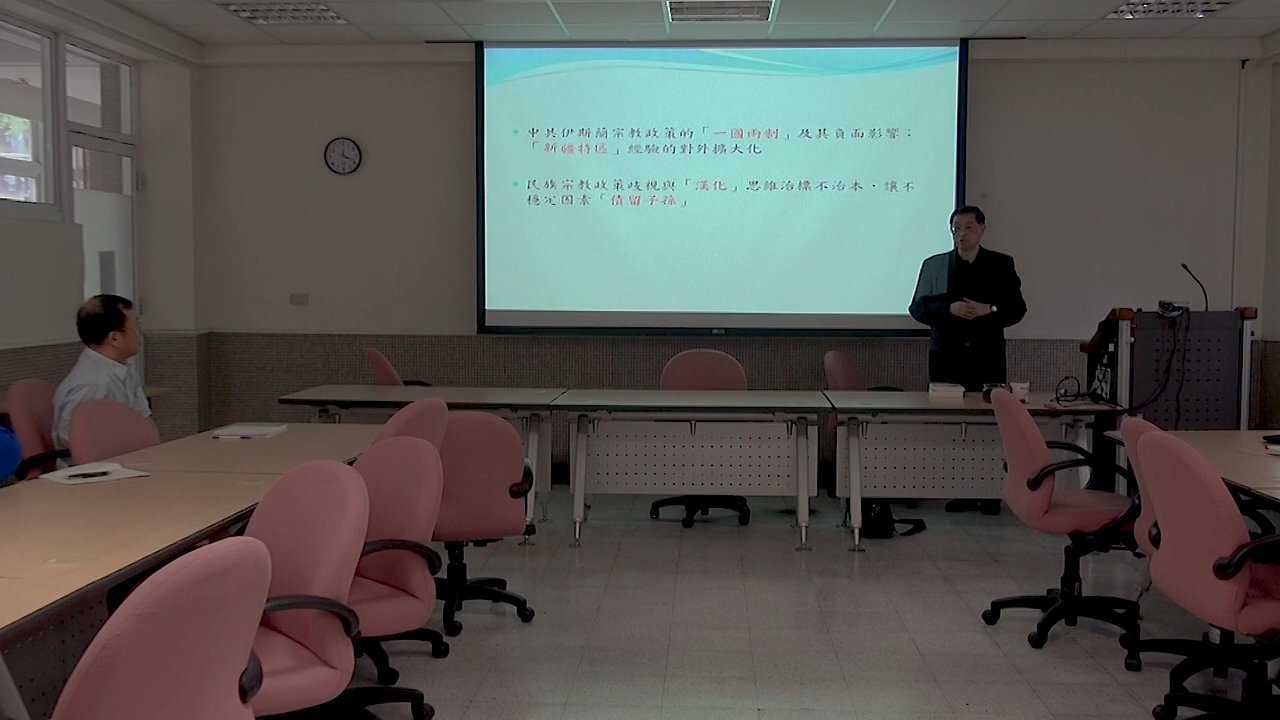 中共伊斯蘭宗教政策的「一國兩制」及其負面影響：
「新疆特區」經驗的對外擴大化
民族宗教政策歧視與「漢化」思維治標不治本，讓不
穩定因素「債留子孫」